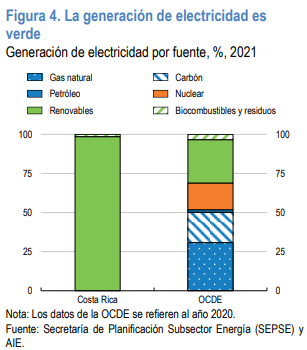 Figura 4. La generación de electricidad es
verde
Generación de electricidad por fuente, %, 2021
Gas natural Carbón
Petróleo Nuclear
Renovables Biocombustibles y residuos
100 100
75 75
50 50
25 25
0 0
Costa Rica OCDE
Nota: Los datos de la OCDE se refieren al año 2020.
Fuente: Secretaría de Planificación Subsector Energía (SEPSE) y
AIE.